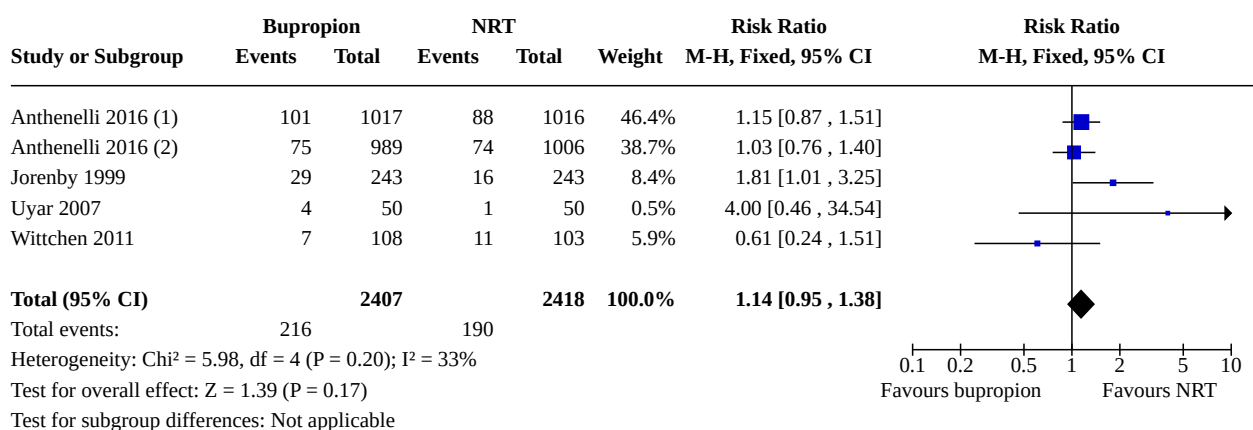 Bupropion NRT Risk Ratio Risk Ratio
Study or Subgroup Events Total Events Total Weight M-H, Fixed, 95% CI M-H, Fixed, 95% CI
Anthenelli 2016 (1) 101 1017 88 1016 46.4% 1.15 [0.87 , 1.51]
Anthenelli 2016 (2) 75 989 74 1006 38.7% 1.03 [0.76 , 1.40]
Jorenby 1999 29 243 16 243 8.4% 1.81 [1.01 , 3.25]
Uyar 2007 4 50 1 50 0.5% 4.00 [0.46 , 34.54]
Wittchen 2011 7 108 11 103 5.9% 0.61 [0.24 , 1.51]
Total (95% CI) 2407 2418 100.0% 1.14 [0.95 , 1.38]
Total events: 216 190
Heterogeneity: Chi² = 5.98, df = 4 (P = 0.20); I² = 33% 0.1 0.2 0.5 1 2 5 10
Test for overall effect: Z = 1.39 (P = 0.17) Favours bupropion Favours NRT
Test for subgroup differences: Not applicable